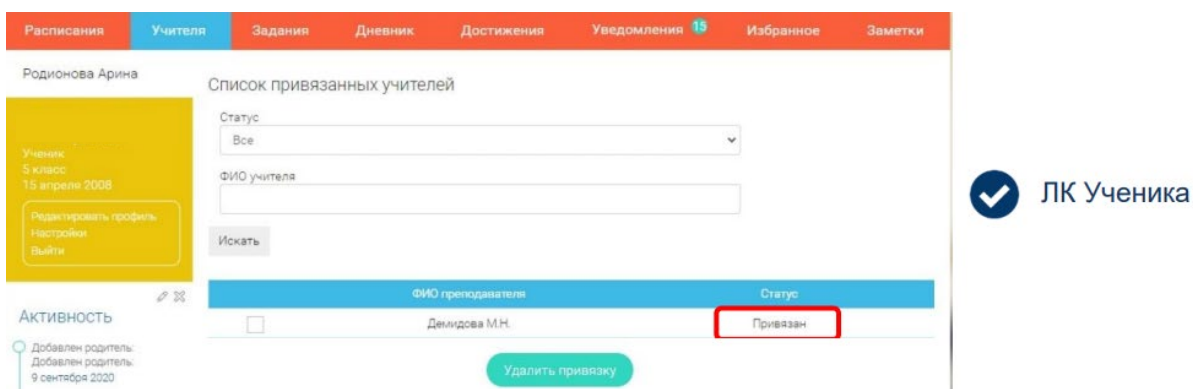 Расписания Учителя Задания Дневник Достижения Уведомления 15 Избранное Заметки
Родионова Арина
Список привязанных учителей
Статус
Все
ФИО учителя
Искать
Ученик
5 класс
15 апреля 2008
Редактировать профиль
Настройки
Выйти
ФИО преподавателя Статус
Демидова М.Н. Привязан
Удалить привязку
Активность
Добавлен родитель:
Добавлен родитель:
9 сентября 2020
ЛК Ученика